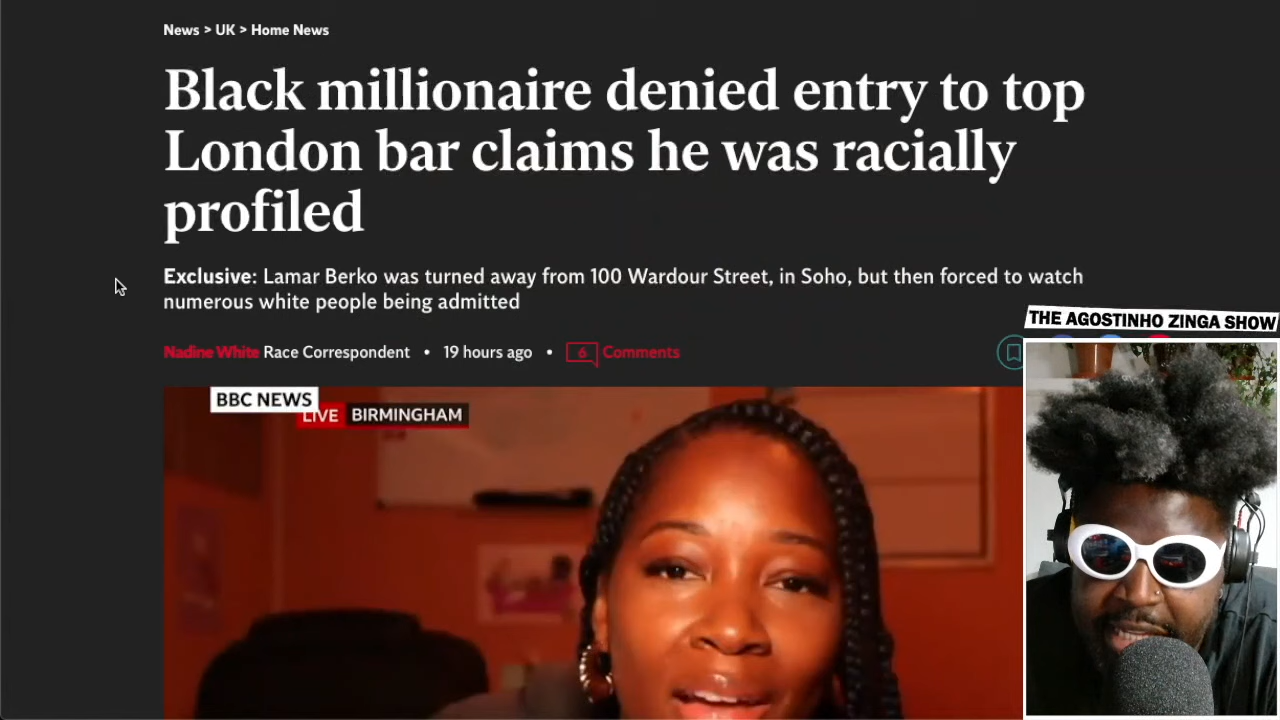 News > UK > Home News
Black millionaire denied entry to top
London bar claims he was racially
profiled
Exclusive: Lamar Berko was turned away from 100 Wardour Street, in Soho, but then forced to watch
numerous white people being admitted
Nadine White Race Correspondent • 19 hours ago • 6 Comments
THE AGOSTINHO ZINGA SHOW
BBC NEWS
LIVE BIRMINGHAM